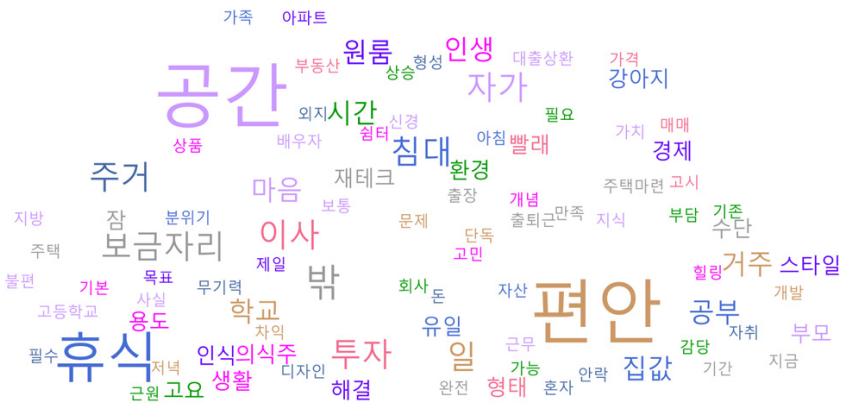 가족 아파트
원룸 인생
부동산 상승 형성 대출상환 가격
공간 자가 강아지
외지 시간 신경 필요
상품 배우자 쉼터 침대 아침 빨래 가치 매매
경제
주거 마음 재테크 환경 주택마련 고시
출장 개념
지방 잠 분위기 보통 문제 출퇴근 만족 지식 부담 기존
주택 보금자리 이사 단독 수단
고민
불편 기본 목표 제일 밖 거주 스타일
무기력 회사 돈 자산 편안 힐링 개발
고등학교 사실 용도 학교 유일 공부
차익 자취 부모
필수 휴식 저녁 인식 의식주 투자 일 근무 감당
생활 디자인 가능 안락 집값 기간 지금
근원 고요 해결 완전 형태 혼자